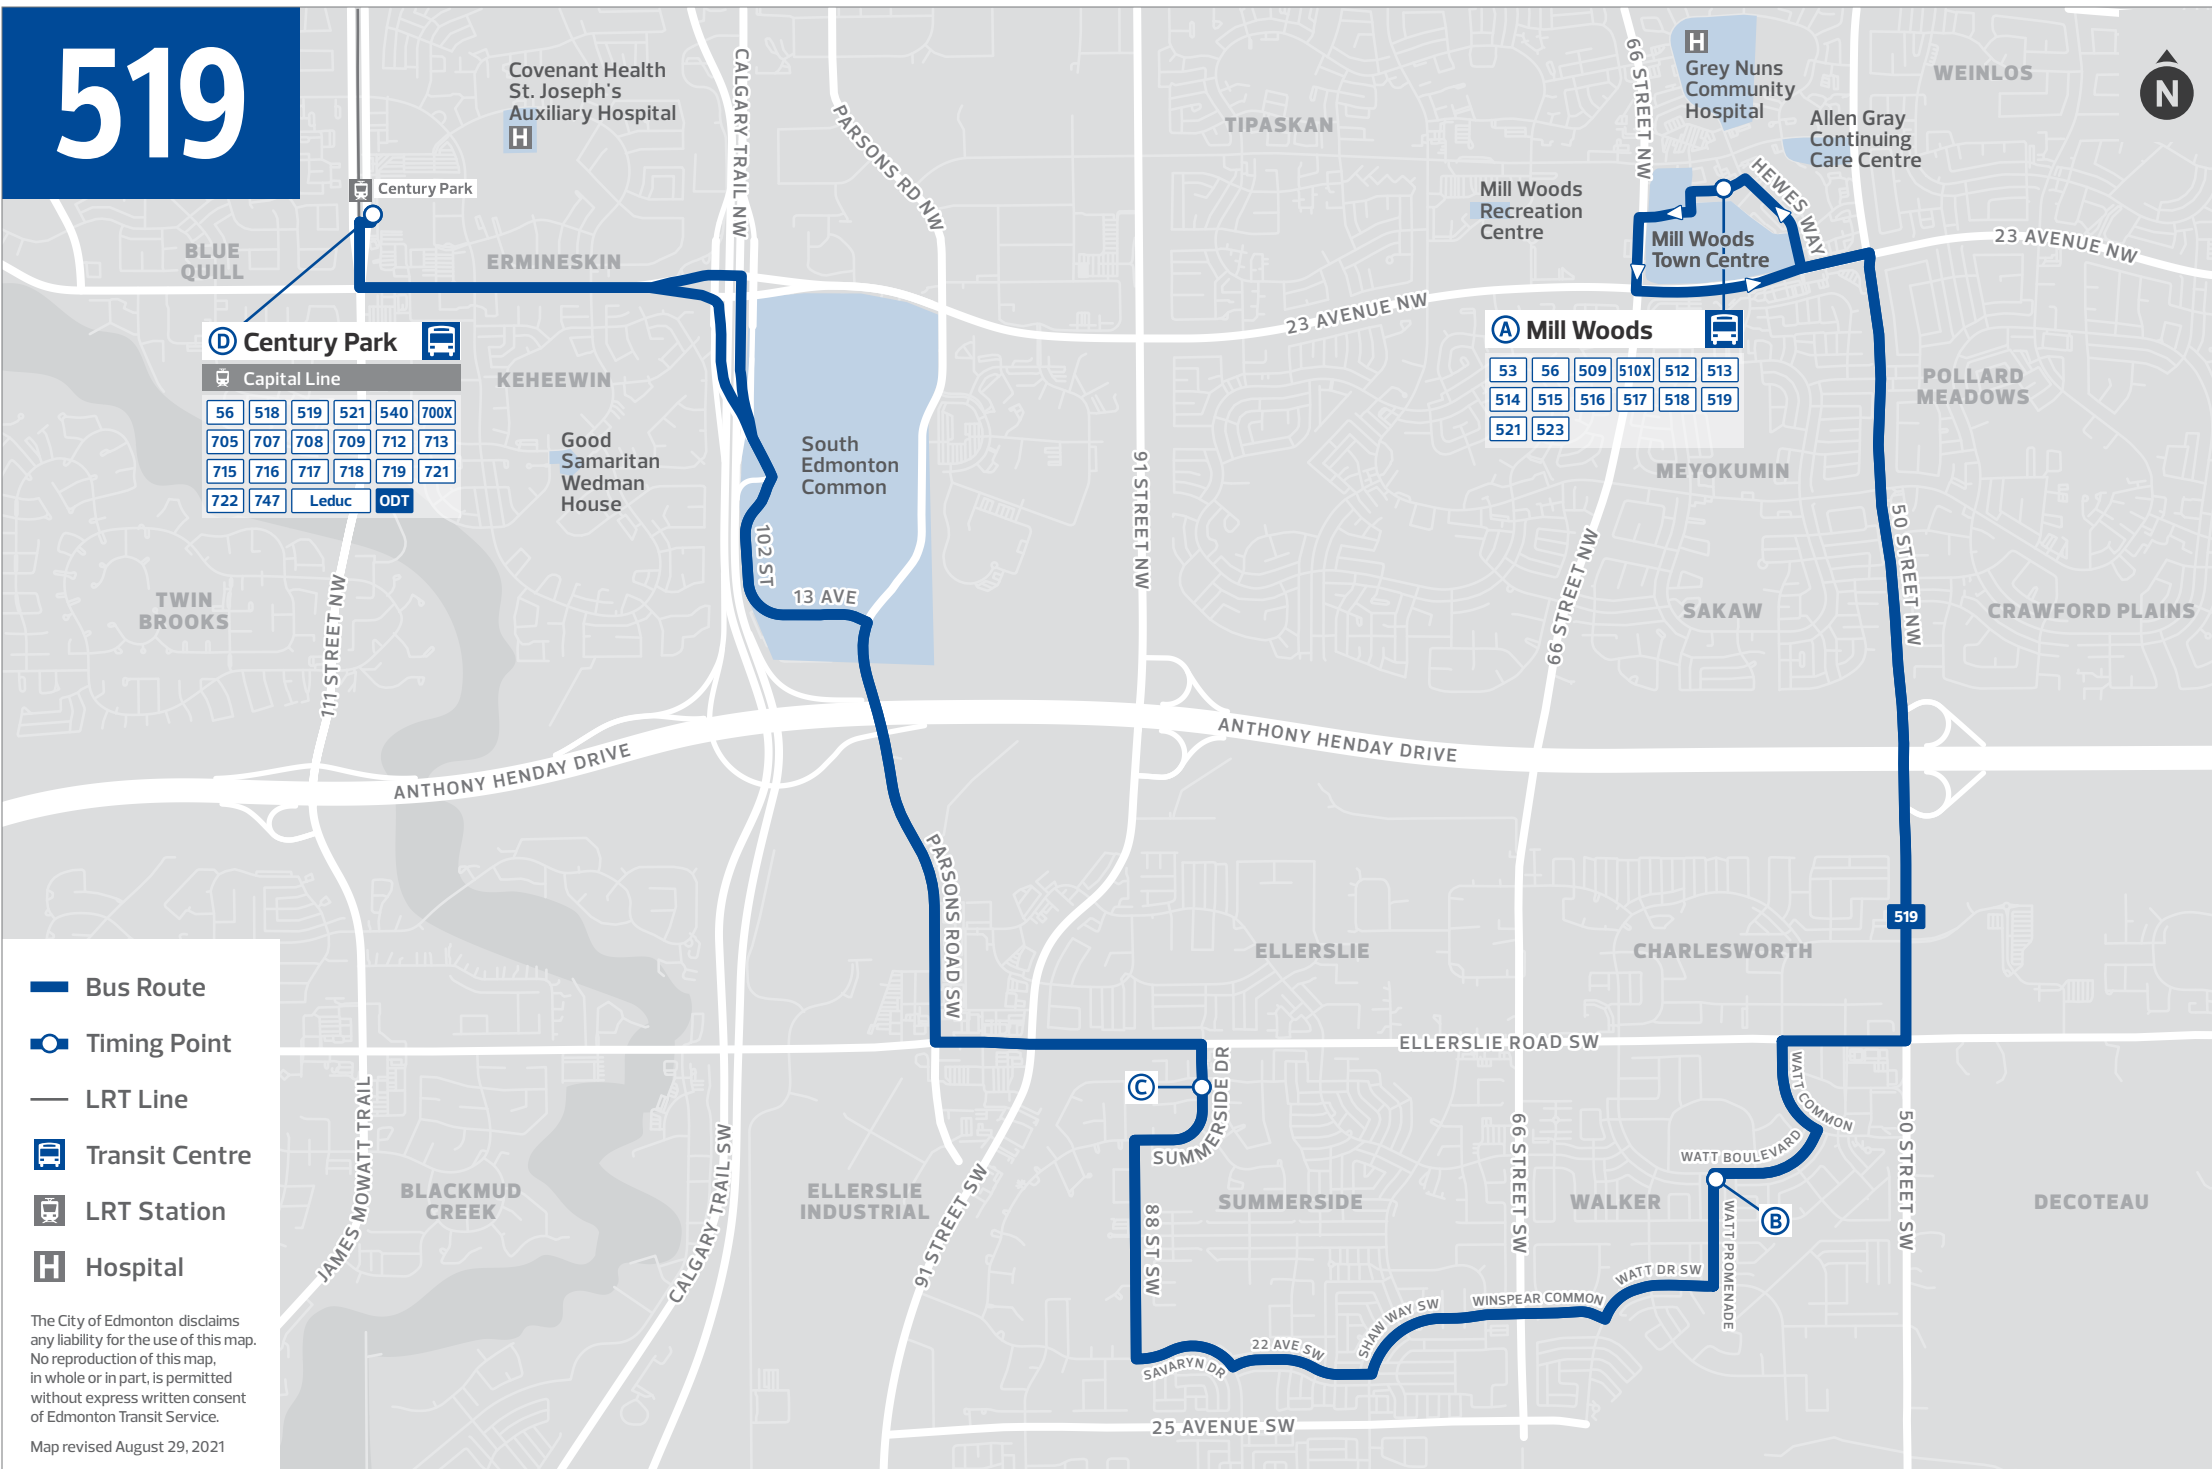 519
Covenant Health
St. Joseph's
Auxiliary Hospital
H
Century Park
BLUE
QUILL
ERMINESKIN
CALGARY TRAIL NW
PARSONS RD NW
TIPASKAN
66 STREET NW
H
Grey Nuns
Community
Hospital
WEINLOS
N
Allen Gray
Continuing
Care Centre
HEWES WAY
Mill Woods
Recreation
Centre
Mill Woods
Town Centre
23 AVENUE NW
23 AVENUE NW
D Century Park
Capital Line
56 518 519 521 540 700X
705 707 708 709 712 713
715 716 717 718 719 721
722 747 Leduc ODT
A Mill Woods
53 56 509 510X 512 513
514 515 516 517 518 519
521 523
KEHEEWIN
Good
Samaritan
Wedman
House
South
Edmonton
Common
91 STREET NW
POLLARD
MEADOWS
MEYOKUMIN
50 STREET NW
102 ST
13 AVE
TWIN
BROOKS
111 STREET NW
66 STREET NW
SAKAW
CRAWFORD PLAINS
ANTHONY HENDAY DRIVE
ANTHONY HENDAY DRIVE
PARSONS ROAD SW
519
ELLERSLIE
CHARLESWORTH
ELLERSLIE ROAD SW
C
SUMMERSIDE DR
WATT COMMON
WATT BOULEVARD
B
WATT PROMENADE
50 STREET SW
66 STREET SW
JAMES MOWATT TRAIL
BLACKMUD
CREEK
CALGARY TRAIL SW
ELLERSLIE
INDUSTRIAL
91 STREET SW
88 ST SW
SUMMERSIDE
WALKER
DECOTEAU
WATT DR SW
WINSPEAR COMMON
SHAW WAY SW
22 AVE SW
SAVARYN DR
25 AVENUE SW
Bus Route
Timing Point
LRT Line
Transit Centre
LRT Station
H Hospital
The City of Edmonton disclaims
any liability for the use of this map.
No reproduction of this map,
in whole or in part, is permitted
without express written consent
of Edmonton Transit Service.
Map revised August 29, 2021